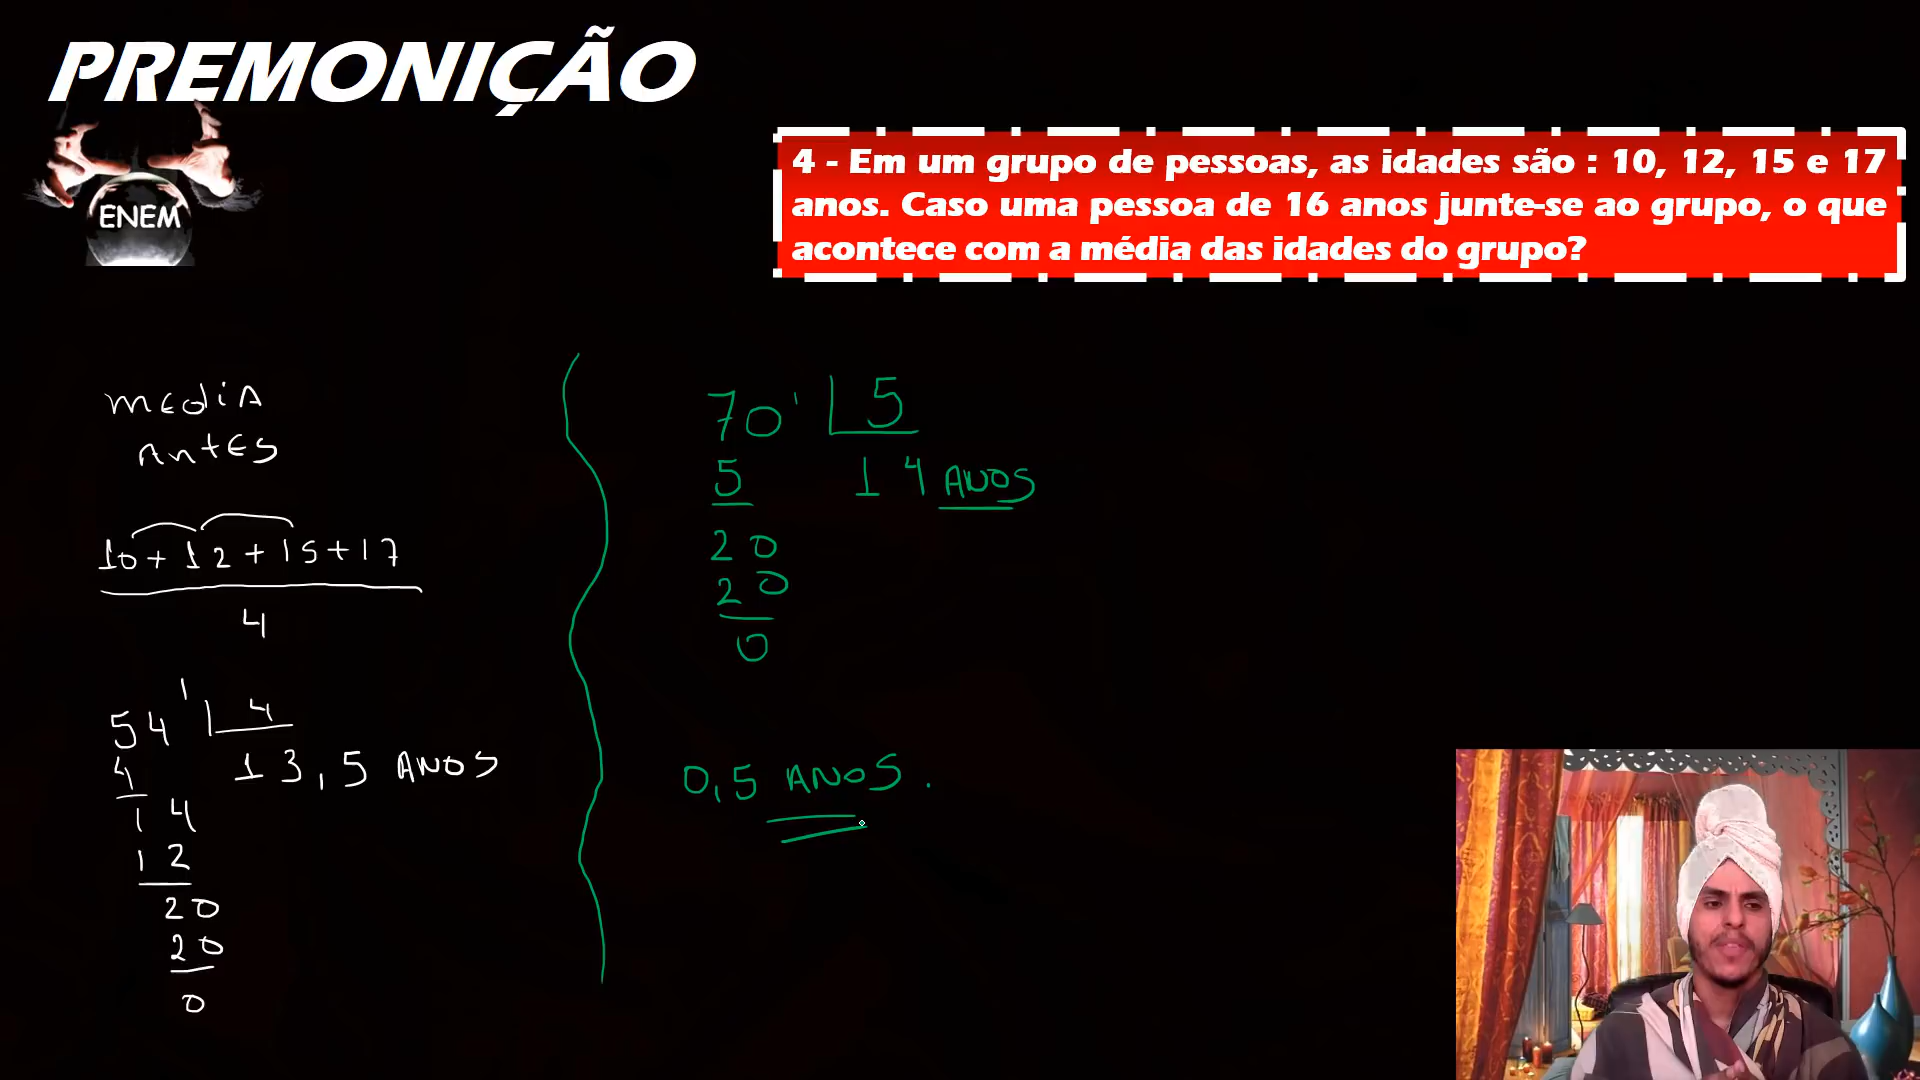 PREMONIÇÃO
ENEM
4 - Em um grupo de pessoas, as idades são : 10, 12, 15 e 17
anos. Caso uma pessoa de 16 anos junte-se ao grupo, o que
acontece com a média das idades do grupo?
MEDIA
ANTES
10+12+15+17
4
54' 4
4 13,5 ANOS
14
12
20
20
0
70' 5
5 14 ANOS
20
20
0
0,5 ANOS.